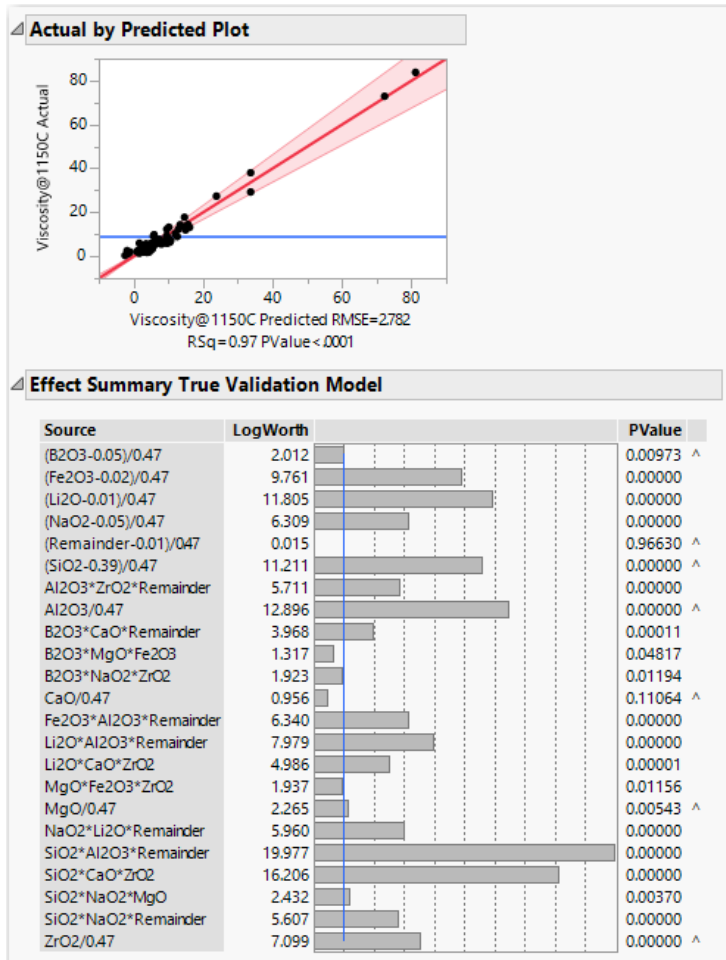 Actual by Predicted Plot
Viscosity@1150C Actual
80
60
40
20
0
0 20 40 60 80
Viscosity@1150C Predicted RMSE=2.782
RSq=0.97 PValue<.0001
Effect Summary True Validation Model
Source LogWorth PValue
(B2O3-0.05)/0.47 2.012 0.00973 ^
(Fe2O3-0.02)/0.47 9.761 0.00000
(Li2O-0.01)/0.47 11.805 0.00000
(NaO2-0.05)/0.47 6.309 0.00000
(Remainder-0.01)/047 0.015 0.96630 ^
(SiO2-0.39)/0.47 11.211 0.00000 ^
Al2O3*ZrO2*Remainder 5.711 0.00000
Al2O3/0.47 12.896 0.00000 ^
B2O3*CaO*Remainder 3.968 0.00011
B2O3*MgO*Fe2O3 1.317 0.04817
B2O3*NaO2*ZrO2 1.923 0.01194
CaO/0.47 0.956 0.11064 ^
Fe2O3*Al2O3*Remainder 6.340 0.00000
Li2O*Al2O3*Remainder 7.979 0.00000
Li2O*CaO*ZrO2 4.986 0.00001
MgO*Fe2O3*ZrO2 1.937 0.01156
MgO/0.47 2.265 0.00543 ^
NaO2*Li2O*Remainder 5.960 0.00000
SiO2*Al2O3*Remainder 19.977 0.00000
SiO2*CaO*ZrO2 16.206 0.00000
SiO2*NaO2*MgO 2.432 0.00370
SiO2*NaO2*Remainder 5.607 0.00000
ZrO2/0.47 7.099 0.00000 ^